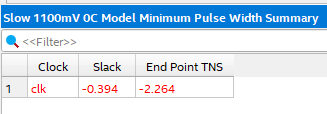 Slow 1100mV 0C Model Minimum Pulse Width Summary
<<Filter>>
Clock Slack End Point TNS
1 clk -0.394 -2.264